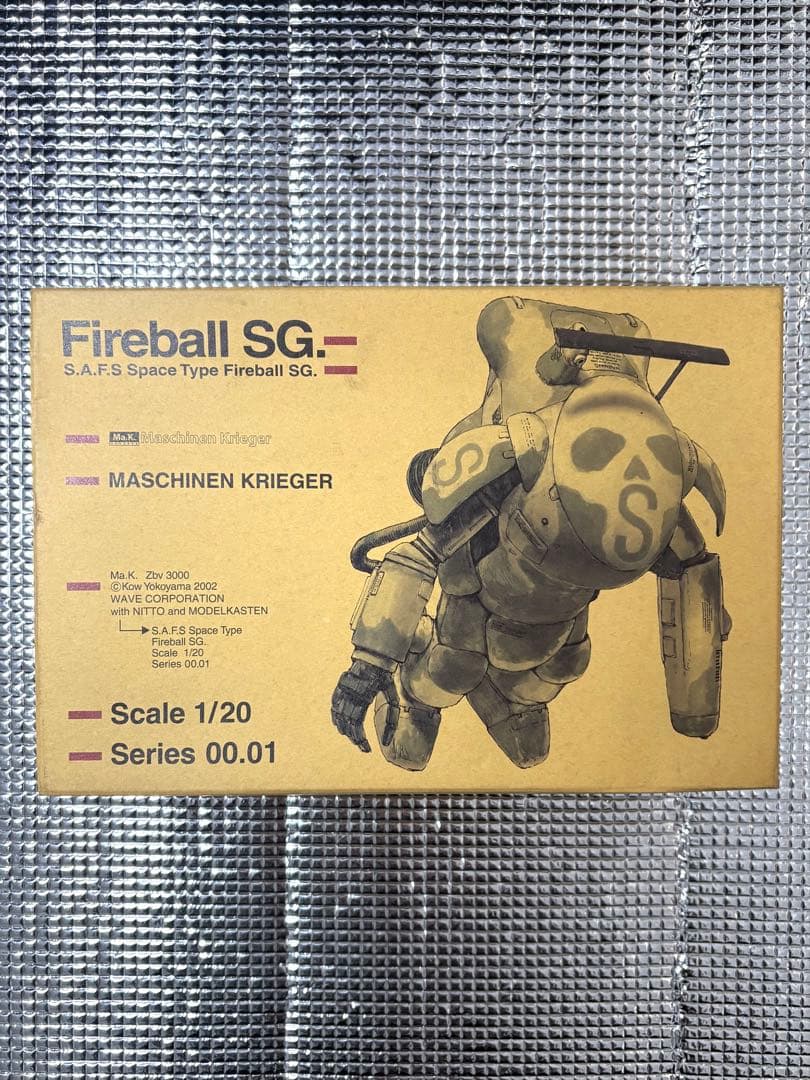 Fireball SG.
S.A.F.S Space Type Fireball SG.
Ma.K. Maschinen Krieger
MASCHINEN KRIEGER
Ma.K. Zbv 3000
©Kow Yokoyama 2002
WAVE CORPORATION
with NITTO and MODELKASTEN
S.A.F.S Space Type
Fireball SG.
Scale 1/20
Series 00.01
Scale 1/20
Series 00.01
S
S